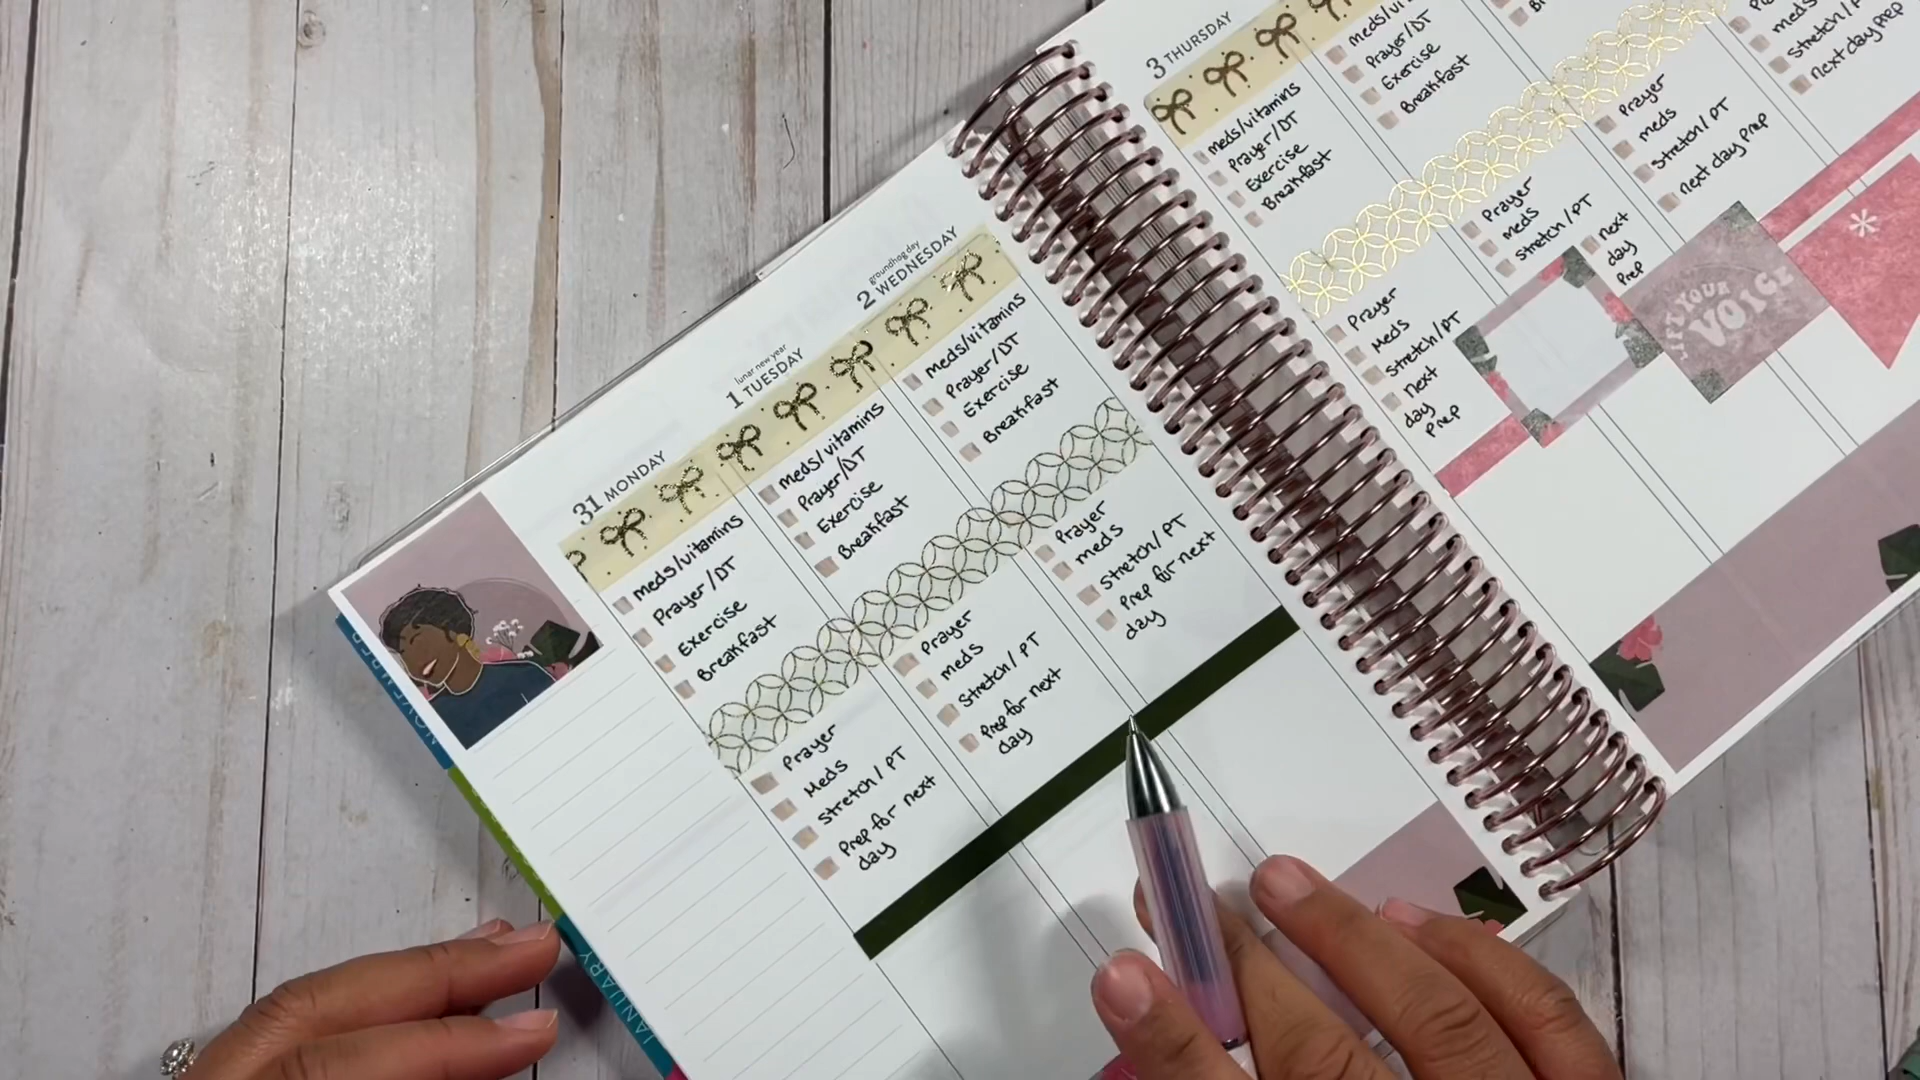 31 MONDAY
meds/vitamins
Prayer/DT
Exercise
Breakfast
Prayer
Meds
Stretch/PT
Prep for next
day
lunar new year
1 TUESDAY
meds/vitamins
Prayer/DT
Exercise
Breakfast
Prayer
meds
Stretch/PT
Prep for next
day
groundhog day
2 WEDNESDAY
meds/vitamins
Prayer/DT
Exercise
Breakfast
Prayer
meds
Stretch/PT
Prep for next
day
3 THURSDAY
meds/vitamins
Prayer/DT
Exercise
Breakfast
Prayer
Meds
Stretch/PT
next
day
Prep
Prayer/DT
Exercise
Breakfast
Prayer
meds
Stretch/PT
next
day
Prep
Prayer
meds
Stretch/PT
next day Prep
meds
Stretch/
next day Prep
LIFT YOUR
VOICE
*
NOVEMBER
JANUARY